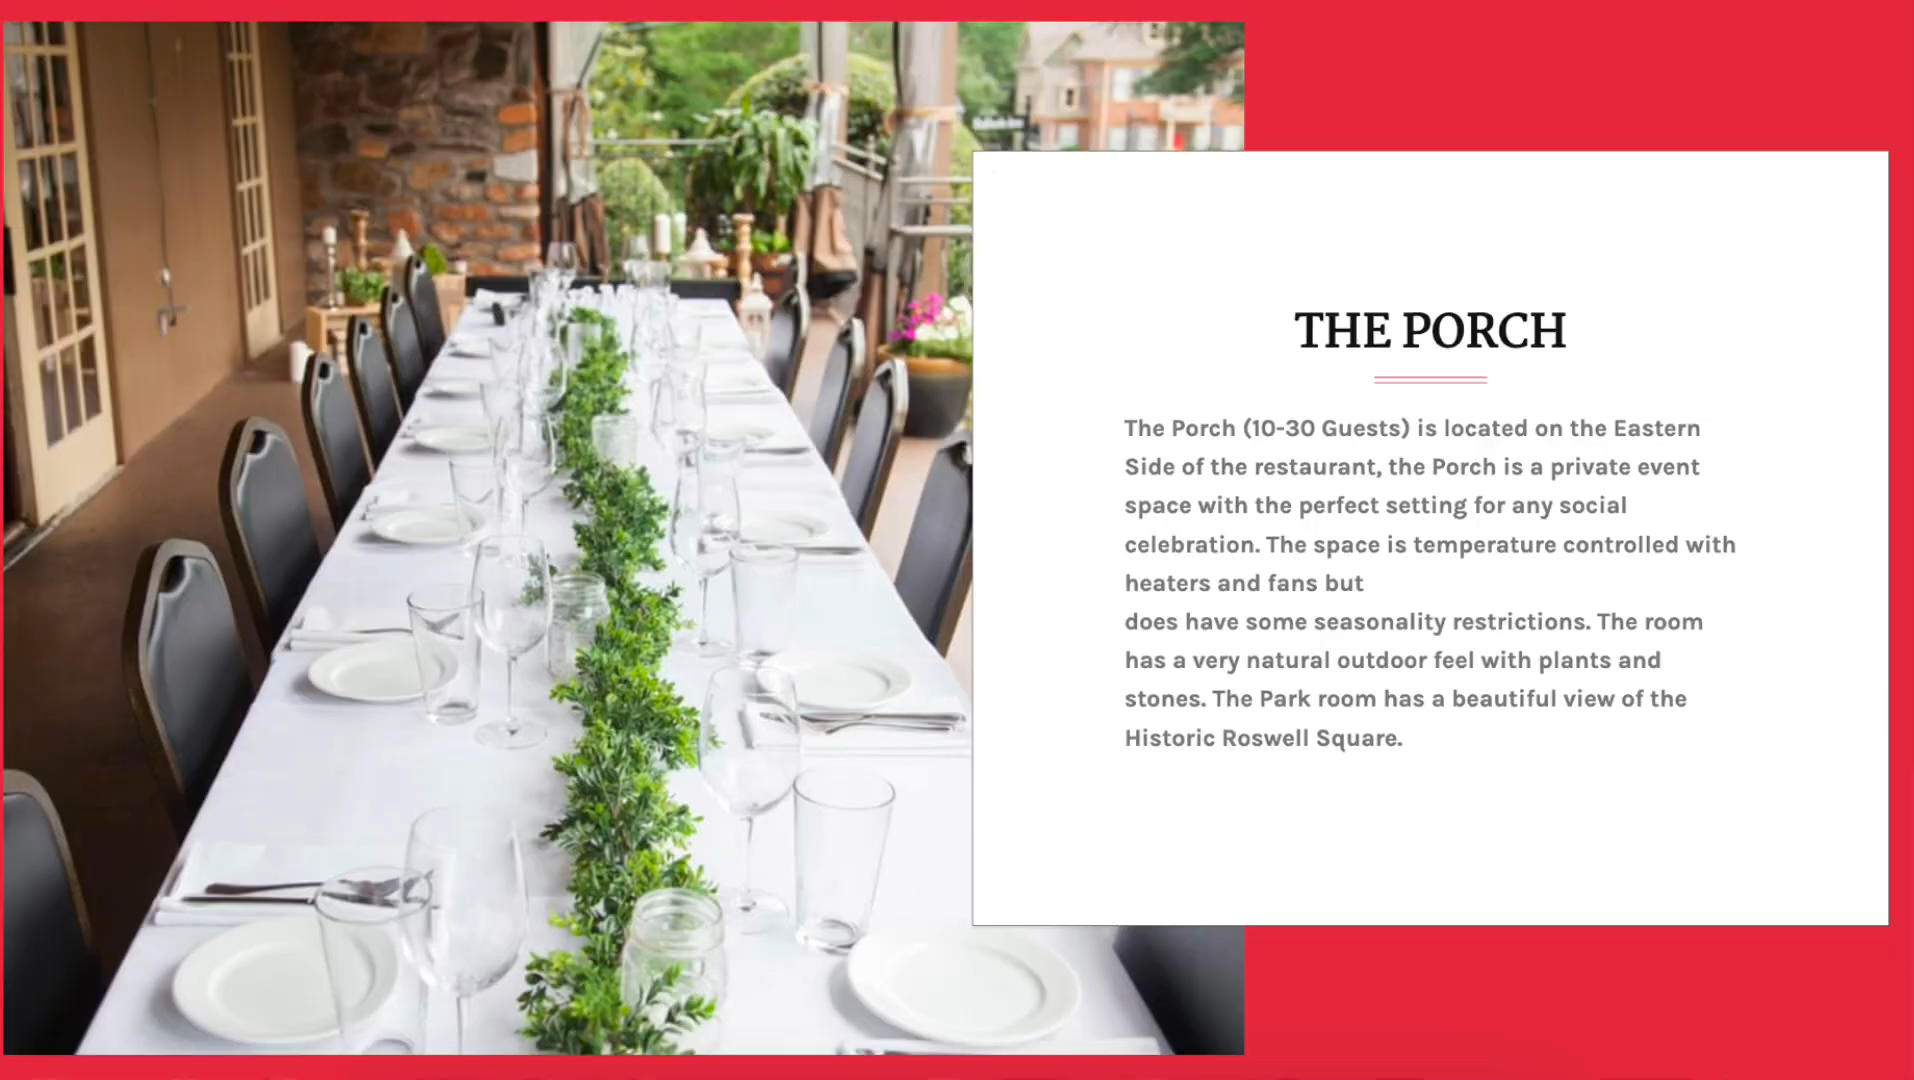 THE PORCH
The Porch (10-30 Guests) is located on the Eastern
Side of the restaurant, the Porch is a private event
space with the perfect setting for any social
celebration. The space is temperature controlled with
heaters and fans but
does have some seasonality restrictions. The room
has a very natural outdoor feel with plants and
stones. The Park room has a beautiful view of the
Historic Roswell Square.